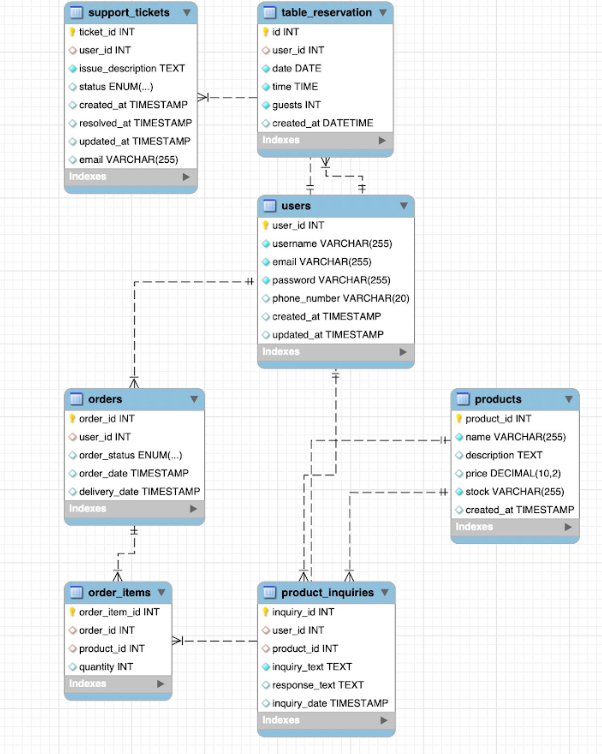 support_tickets
ticket_id INT
user_id INT
issue_description TEXT
status ENUM(...)
created_at TIMESTAMP
resolved_at TIMESTAMP
updated_at TIMESTAMP
email VARCHAR(255)
Indexes
table_reservation
id INT
user_id INT
date DATE
time TIME
guests INT
created_at DATETIME
Indexes
users
user_id INT
username VARCHAR(255)
email VARCHAR(255)
password VARCHAR(255)
phone_number VARCHAR(20)
created_at TIMESTAMP
updated_at TIMESTAMP
Indexes
orders
order_id INT
user_id INT
order_status ENUM(...)
order_date TIMESTAMP
delivery_date TIMESTAMP
Indexes
products
product_id INT
name VARCHAR(255)
description TEXT
price DECIMAL(10,2)
stock VARCHAR(255)
created_at TIMESTAMP
Indexes
order_items
order_item_id INT
order_id INT
product_id INT
quantity INT
Indexes
product_inquiries
inquiry_id INT
user_id INT
product_id INT
inquiry_text TEXT
response_text TEXT
inquiry_date TIMESTAMP
Indexes